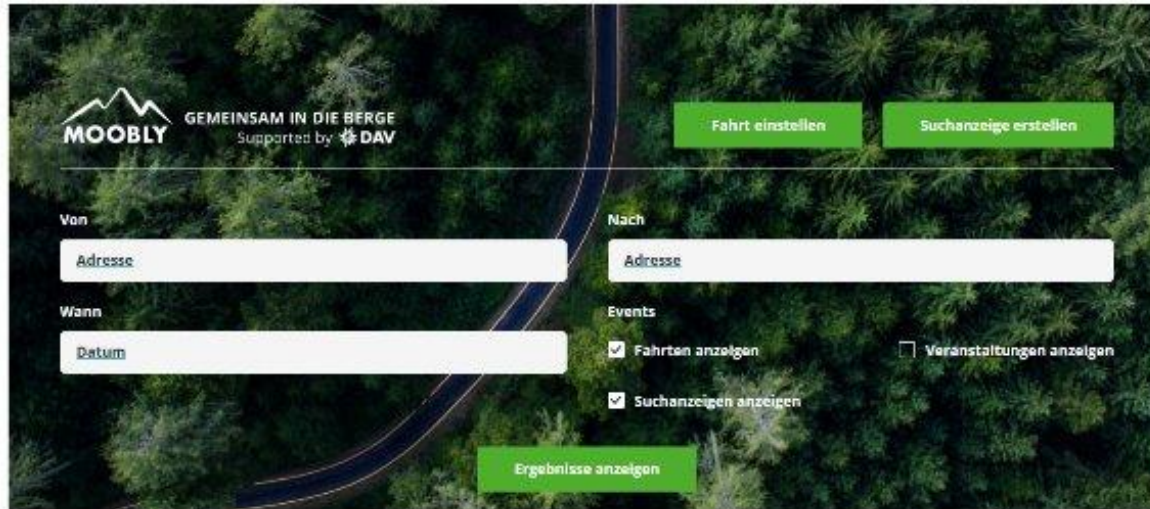 MOOBLY
GEMEINSAM IN DIE BERGE
Supported by DAV
Fahrt einstellen
Suchanzeige erstellen
Von
Nach
Adresse
Adresse
Wann
Events
Datum
Fahrten anzeigen
Veranstaltungen anzeigen
Suchanzeigen anzeigen
Ergebnisse anzeigen